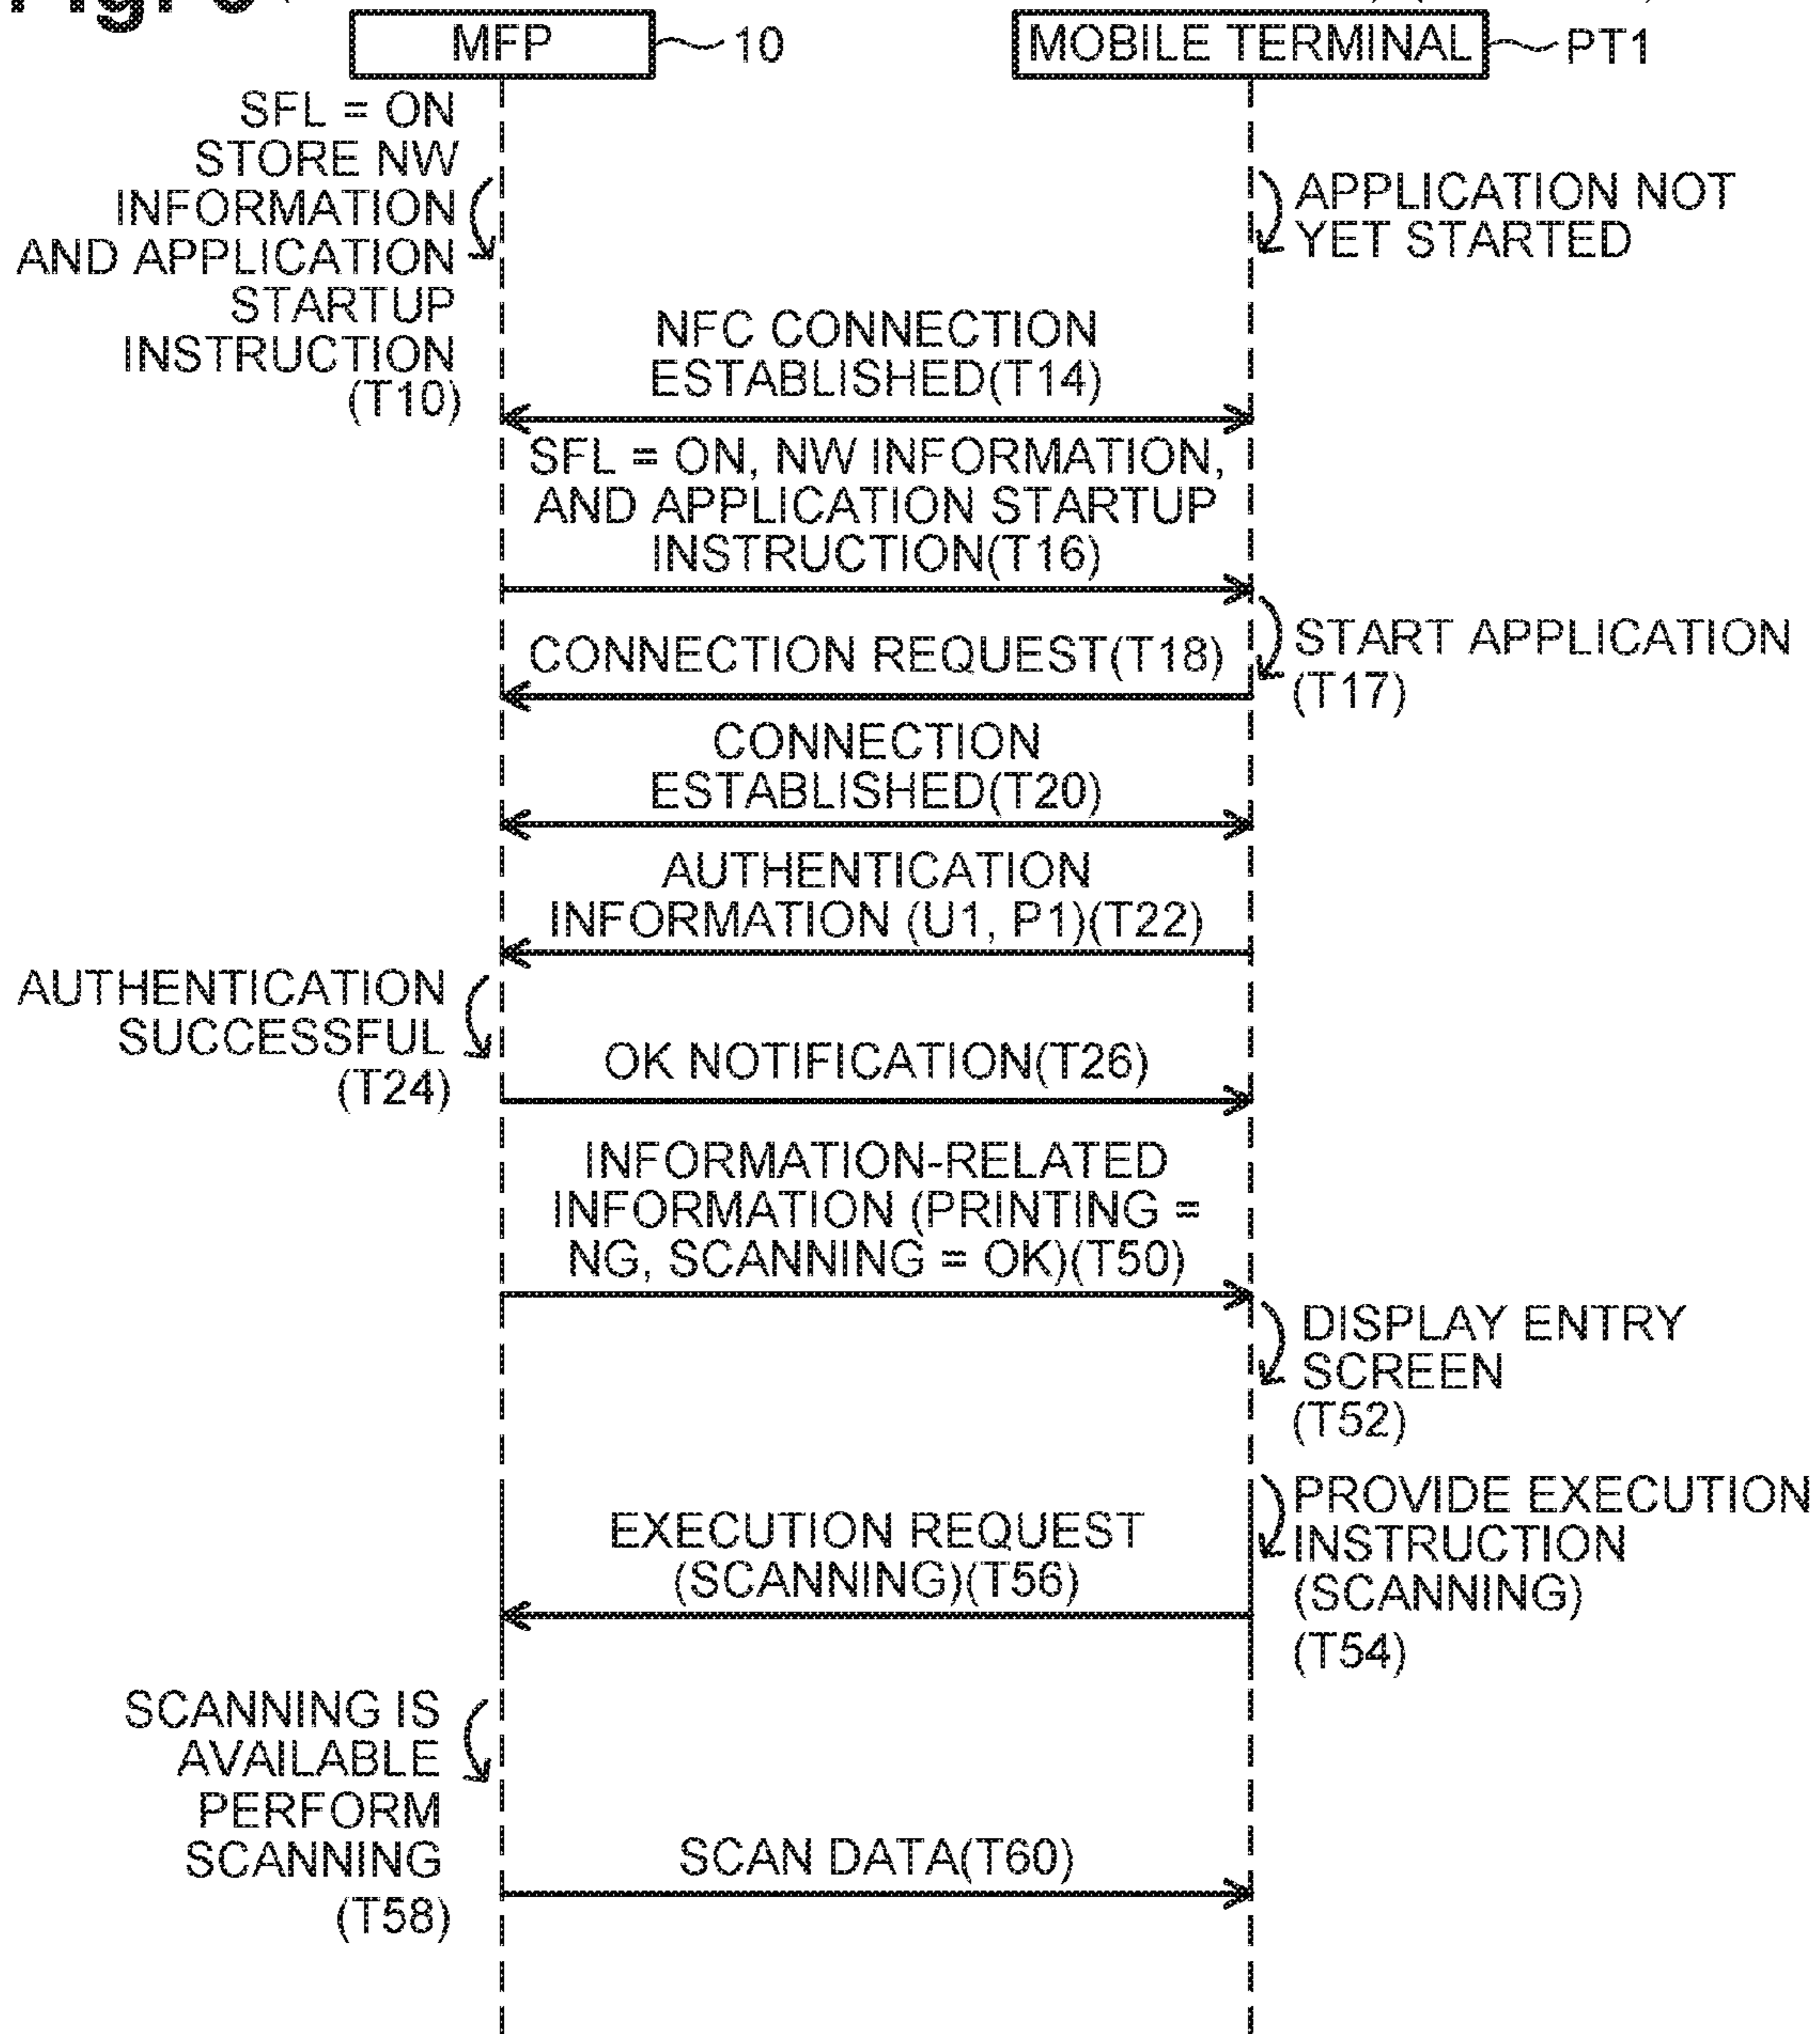 MFP
10
MOBILE TERMINAL
PT1
SFL = ON
STORE NW
INFORMATION
AND APPLICATION
STARTUP
INSTRUCTION
(T10)
APPLICATION NOT
YET STARTED
NFC CONNECTION
ESTABLISHED(T14)
SFL = ON, NW INFORMATION,
AND APPLICATION STARTUP
INSTRUCTION(T16)
START APPLICATION
(T17)
CONNECTION REQUEST(T18)
CONNECTION
ESTABLISHED(T20)
AUTHENTICATION
INFORMATION (U1, P1)(T22)
AUTHENTICATION
SUCCESSFUL
(T24)
OK NOTIFICATION(T26)
INFORMATION-RELATED
INFORMATION (PRINTING =
NG, SCANNING = OK)(T50)
DISPLAY ENTRY
SCREEN
(T52)
PROVIDE EXECUTION
INSTRUCTION
(SCANNING)
(T54)
EXECUTION REQUEST
(SCANNING)(T56)
SCANNING IS
AVAILABLE
PERFORM
SCANNING
(T58)
SCAN DATA(T60)